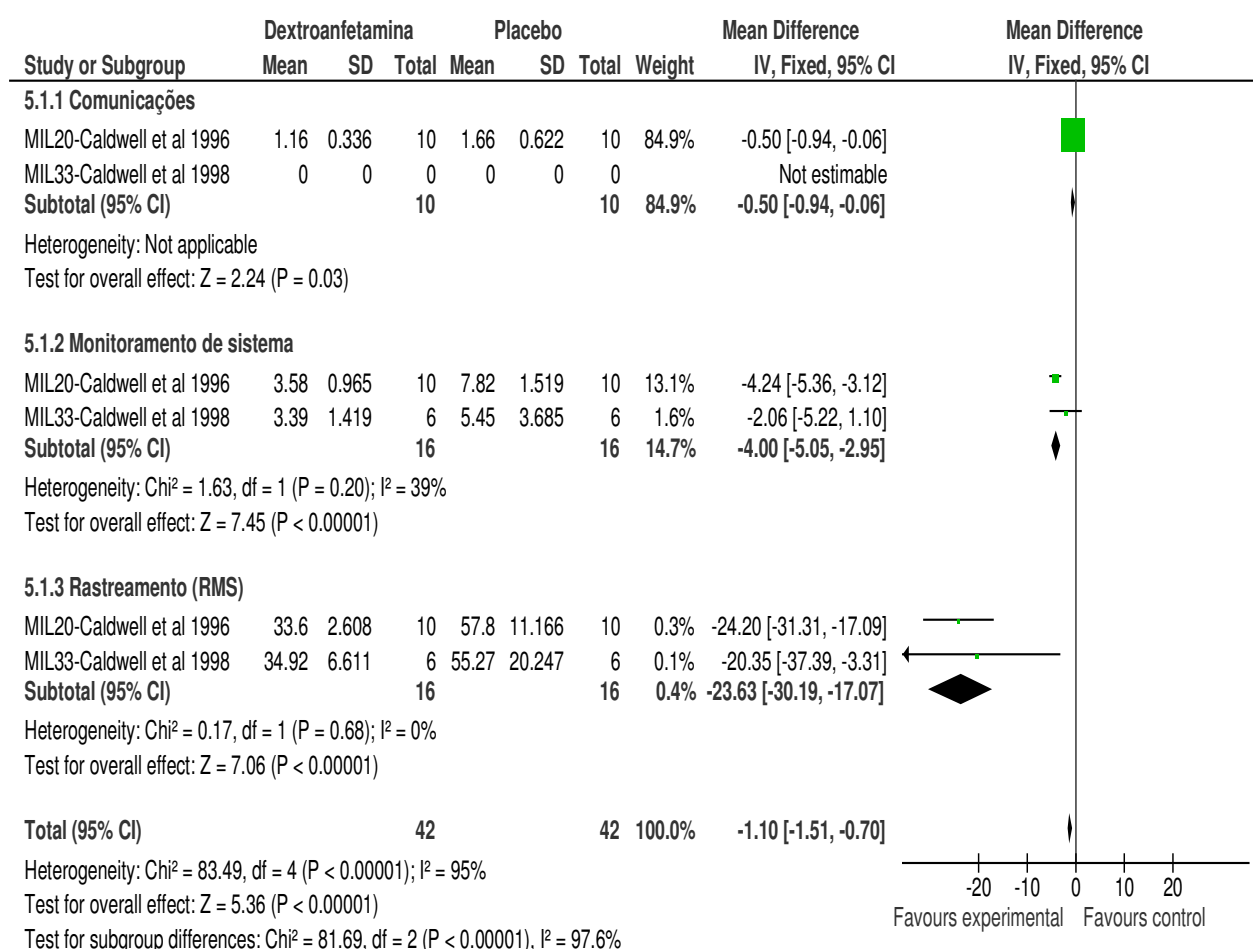 Dextroanfetamina Placebo Mean Difference Mean Difference
Study or Subgroup Mean SD Total Mean SD Total Weight IV, Fixed, 95% CI IV, Fixed, 95% CI
5.1.1 Comunicações
MIL20-Caldwell et al 1996 1.16 0.336 10 1.66 0.622 10 84.9% -0.50 [-0.94, -0.06]
MIL33-Caldwell et al 1998 0 0 0 0 0 0 Not estimable
Subtotal (95% CI) 10 10 84.9% -0.50 [-0.94, -0.06]
Heterogeneity: Not applicable
Test for overall effect: Z = 2.24 (P = 0.03)
5.1.2 Monitoramento de sistema
MIL20-Caldwell et al 1996 3.58 0.965 10 7.82 1.519 10 13.1% -4.24 [-5.36, -3.12]
MIL33-Caldwell et al 1998 3.39 1.419 6 5.45 3.685 6 1.6% -2.06 [-5.22, 1.10]
Subtotal (95% CI) 16 16 14.7% -4.00 [-5.05, -2.95]
Heterogeneity: Chi² = 1.63, df = 1 (P = 0.20); I² = 39%
Test for overall effect: Z = 7.45 (P < 0.00001)
5.1.3 Rastreamento (RMS)
MIL20-Caldwell et al 1996 33.6 2.608 10 57.8 11.166 10 0.3% -24.20 [-31.31, -17.09]
MIL33-Caldwell et al 1998 34.92 6.611 6 55.27 20.247 6 0.1% -20.35 [-37.39, -3.31]
Subtotal (95% CI) 16 16 0.4% -23.63 [-30.19, -17.07]
Heterogeneity: Chi² = 0.17, df = 1 (P = 0.68); I² = 0%
Test for overall effect: Z = 7.06 (P < 0.00001)
Total (95% CI) 42 42 100.0% -1.10 [-1.51, -0.70]
Heterogeneity: Chi² = 83.49, df = 4 (P < 0.00001); I² = 95%
Test for overall effect: Z = 5.36 (P < 0.00001)
Test for subgroup differences: Chi² = 81.69, df = 2 (P < 0.00001), I² = 97.6%
-20 -10 0 10 20
Favours experimental Favours control